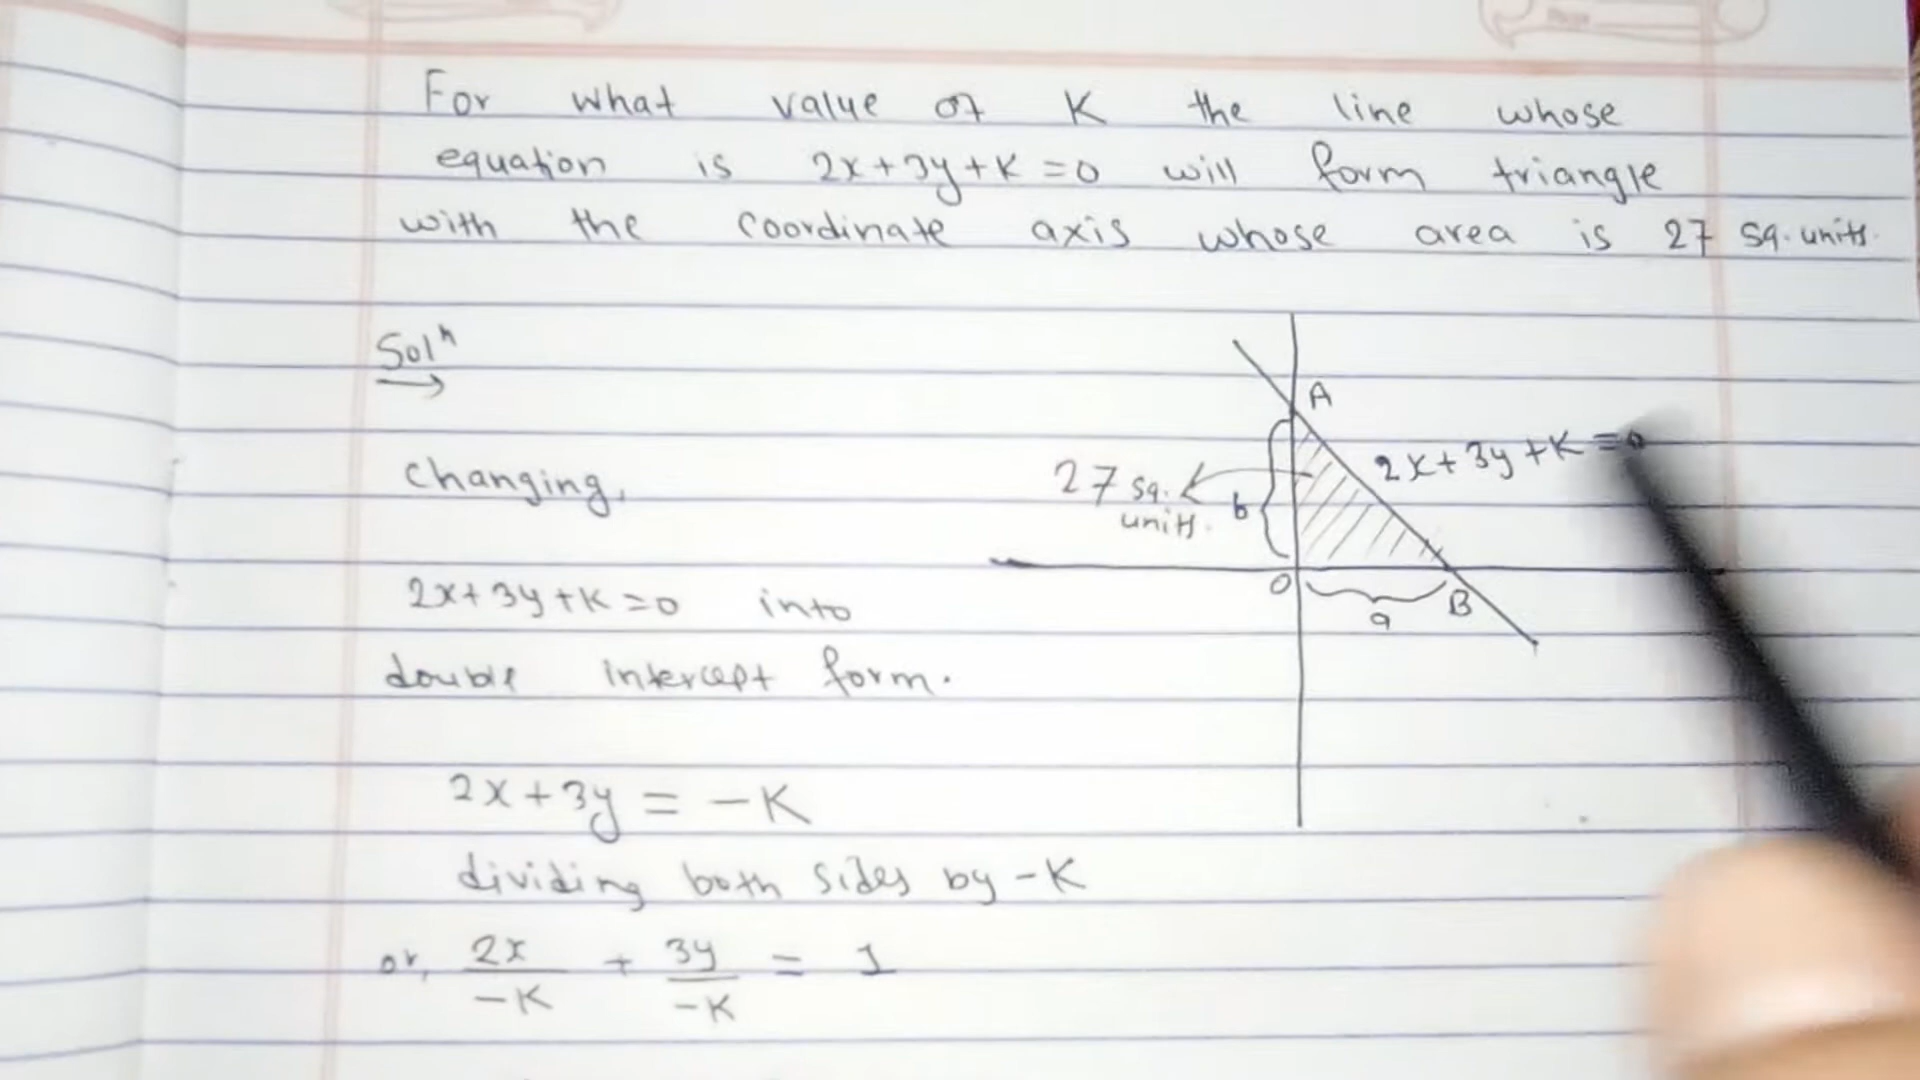 For what value of K the line whose
equation is 2x+3y+K=0 will form triangle
with the coordinate axis whose area is 27 sq. units.
Solⁿ
A
2x+3y+K=0
27 sq.
units.
b
Changing,
O
B
a
2x+3y+K=0 into
double intercept form.
2x+3y = -K
dividing both sides by -K
or, 2x/-K + 3y/-K = 1